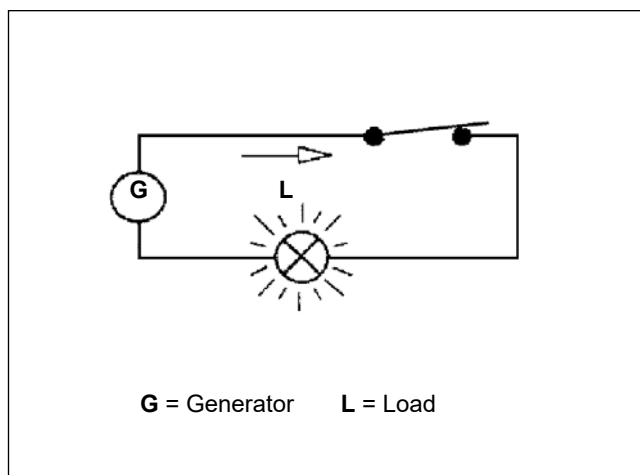 G
L
G = Generator L = Load